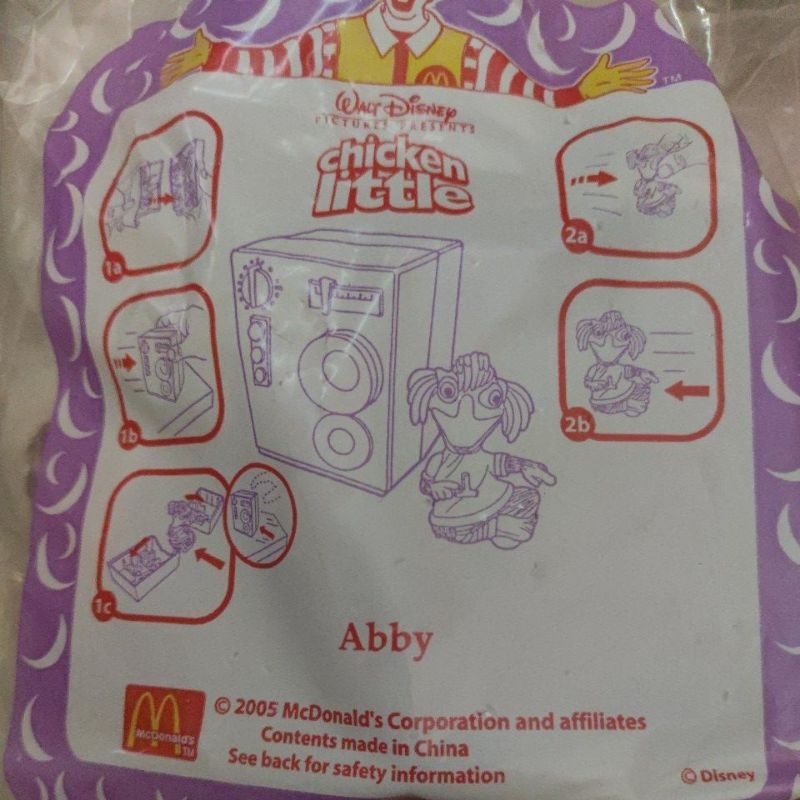 TM
WALT DISNEY
PICTURES PRESENTS
chicken
little
1a
2a
1b
2b
1c
Abby
McDonald's
TM
© 2005 McDonald's Corporation and affiliates
Contents made in China
See back for safety information
© Disney